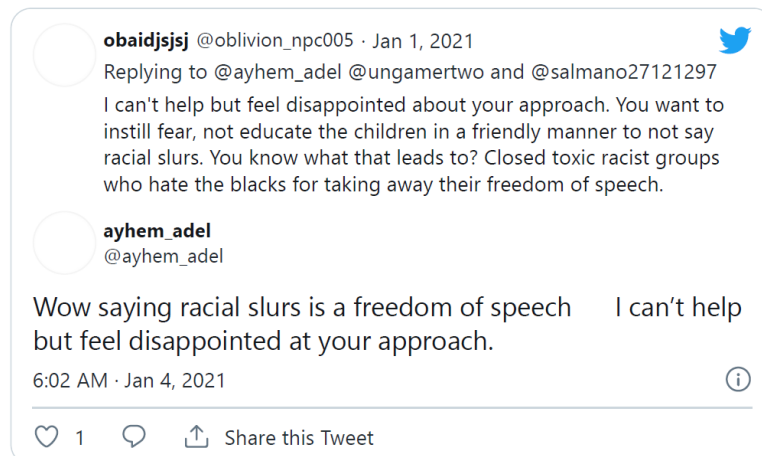 obaidjsjsj @oblivion_npc005 · Jan 1, 2021
Replying to @ayhem_adel @ungamertwo and @salmano27121297
I can't help but feel disappointed about your approach. You want to
instill fear, not educate the children in a friendly manner to not say
racial slurs. You know what that leads to? Closed toxic racist groups
who hate the blacks for taking away their freedom of speech.
ayhem_adel
@ayhem_adel
Wow saying racial slurs is a freedom of speech I can’t help
but feel disappointed at your approach.
6:02 AM · Jan 4, 2021
1 Share this Tweet